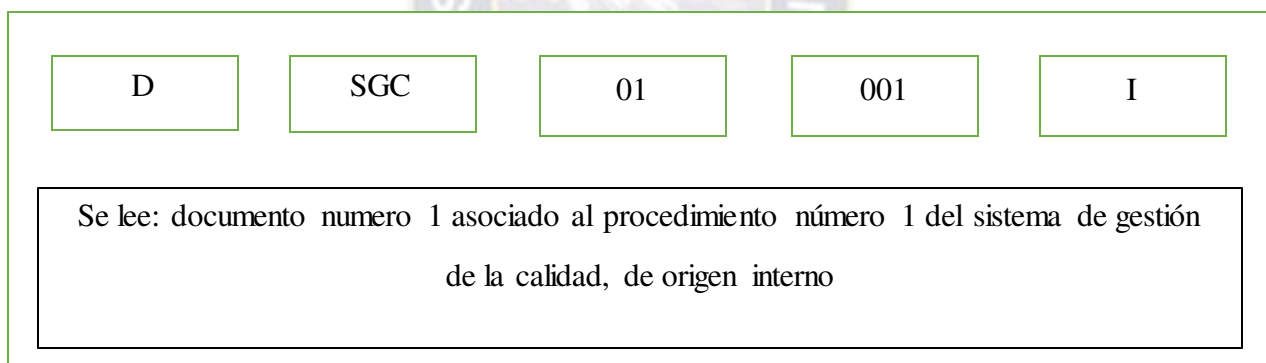 D SGC 01 001 I
Se lee: documento numero 1 asociado al procedimiento número 1 del sistema de gestión
de la calidad, de origen interno